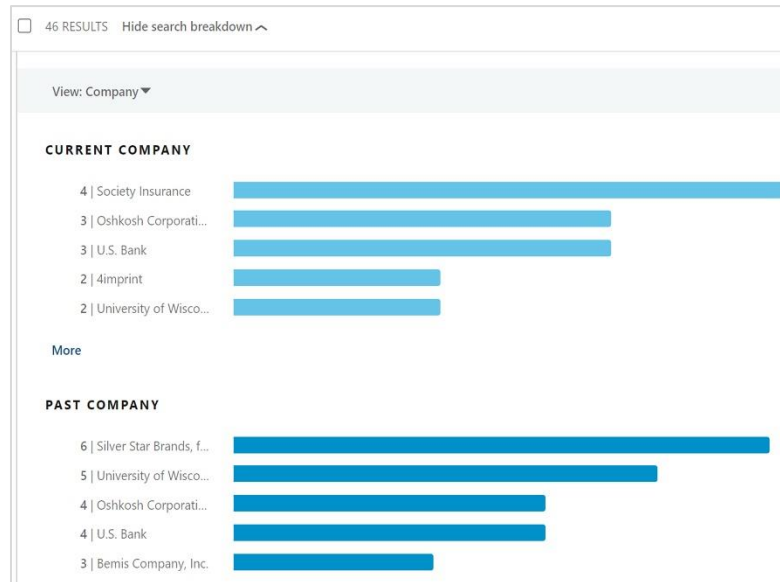 46 RESULTS Hide search breakdown
View: Company
CURRENT COMPANY
4 | Society Insurance
3 | Oshkosh Corporati...
3 | U.S. Bank
2 | 4imprint
2 | University of Wisco...
More
PAST COMPANY
6 | Silver Star Brands, f...
5 | University of Wisco...
4 | Oshkosh Corporati...
4 | U.S. Bank
3 | Bemis Company, Inc.